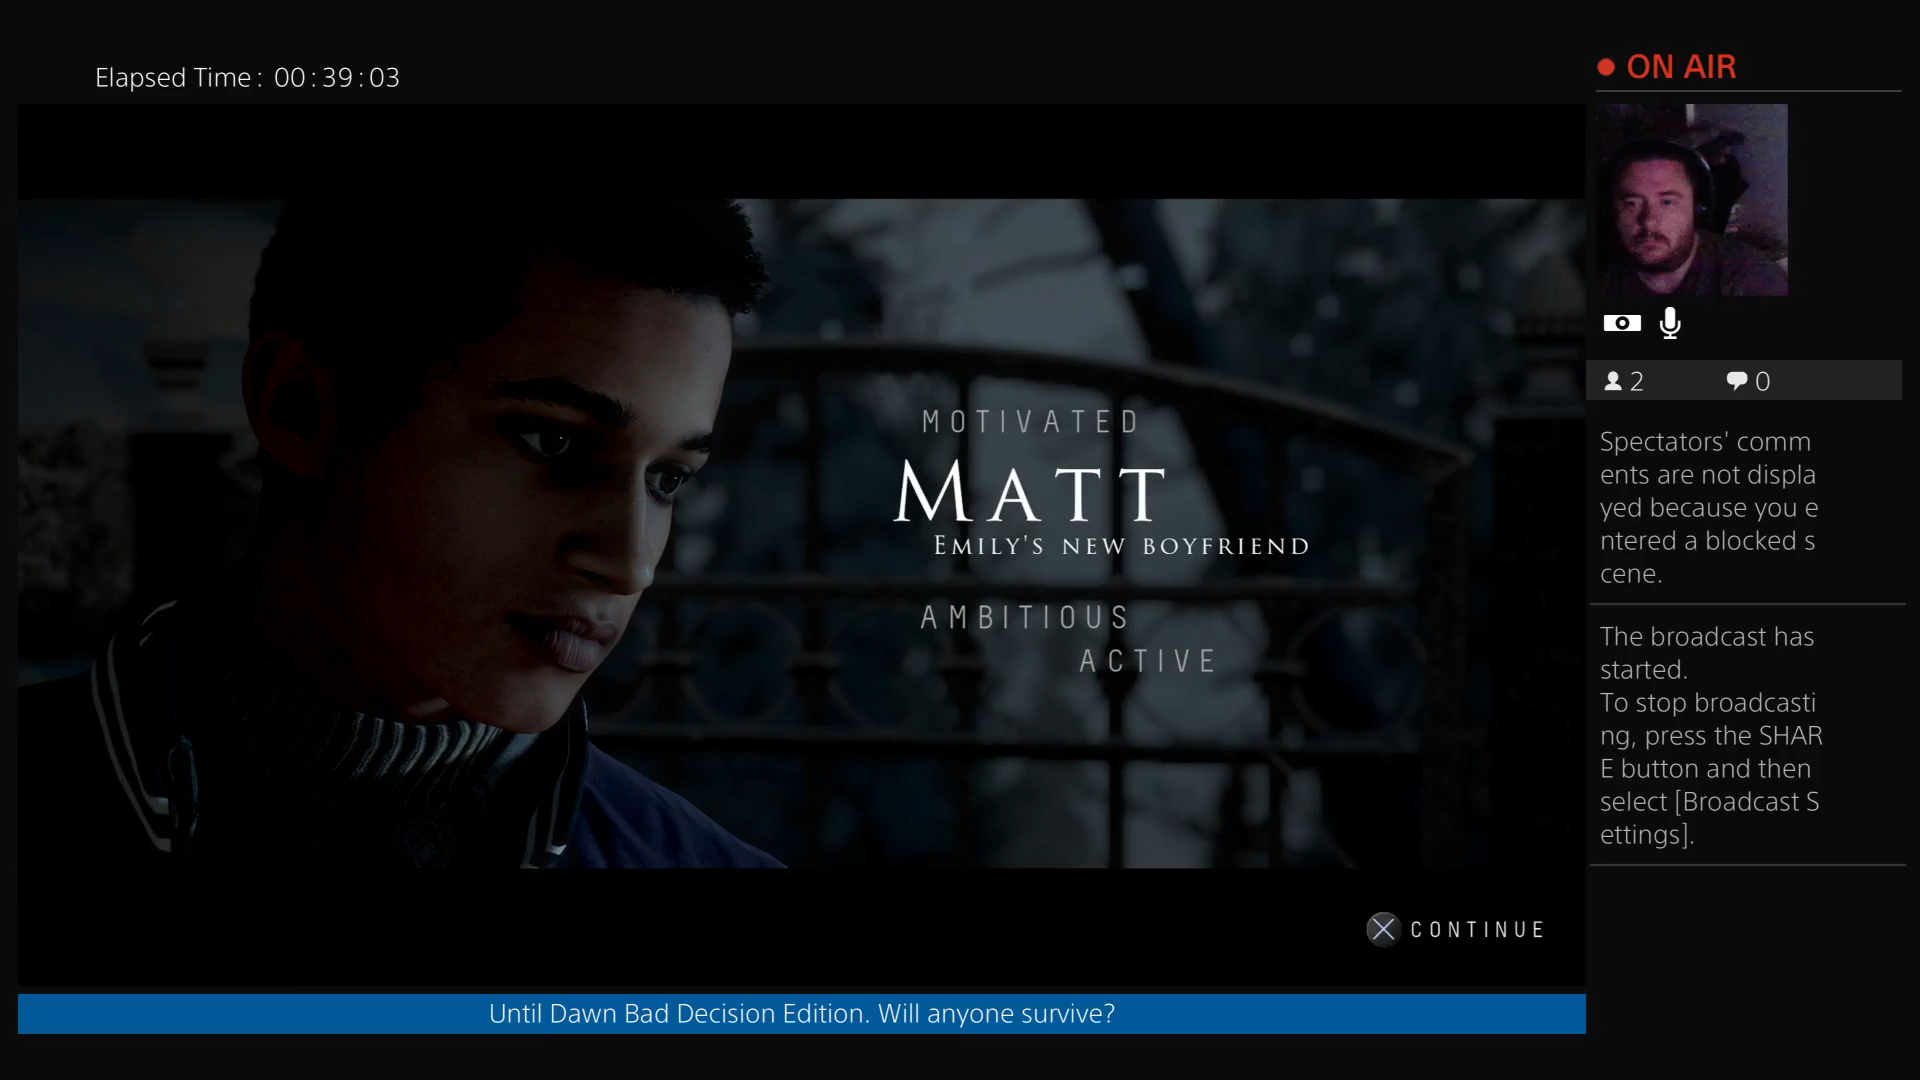 Elapsed Time: 00:39:03
ON AIR
MOTIVATED
MATT
EMILY'S NEW BOYFRIEND
AMBITIOUS
ACTIVE
CONTINUE
Until Dawn Bad Decision Edition. Will anyone survive?
2 0
Spectators' comm
ents are not displa
yed because you e
ntered a blocked s
cene.
The broadcast has
started.
To stop broadcasti
ng, press the SHAR
E button and then
select [Broadcast S
ettings].